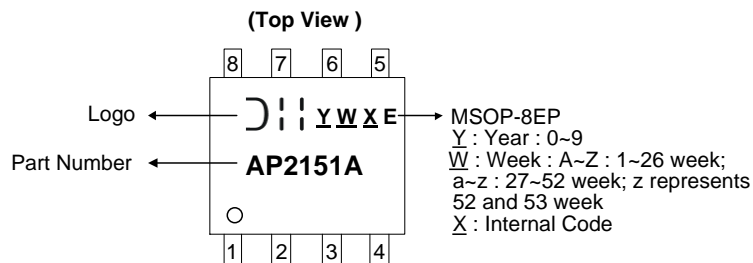 (Top View )
8 7 6 5
Logo
Y W X E
MSOP-8EP
Y : Year : 0~9
Part Number
AP2151A
W : Week : A~Z : 1~26 week;
a~z : 27~52 week; z represents
52 and 53 week
X : Internal Code
1 2 3 4